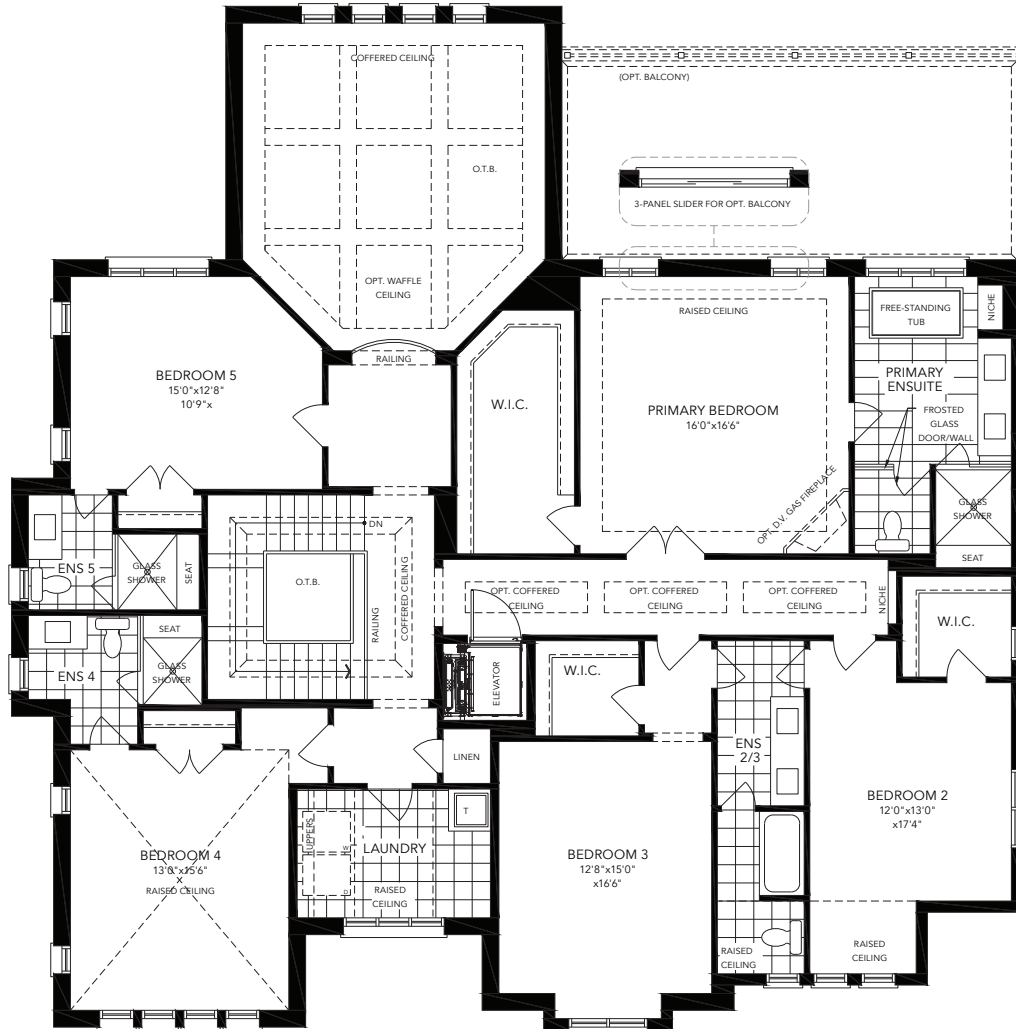 COFFERED CEILING
(OPT. BALCONY)
O.T.B.
3-PANEL SLIDER FOR OPT. BALCONY
OPT. WAFFLE
CEILING
RAILING
RAISED CEILING
FREE-STANDING
TUB
NICHE
BEDROOM 5
15'0"x12'8"
10'9"x
W.I.C.
PRIMARY BEDROOM
16'0"x16'6"
PRIMARY
ENSUITE
FROSTED
GLASS
DOOR/WALL
OPT. D.V. GAS FIREPLACE
GLASS
SHOWER
SEAT
DN
O.T.B.
RAILING
COFFERED CEILING
ENS 5
GLASS
SHOWER
SEAT
OPT. COFFERED
CEILING
OPT. COFFERED
CEILING
OPT. COFFERED
CEILING
NICHE
W.I.C.
SEAT
GLASS
SHOWER
ENS 4
ELEVATOR
W.I.C.
ENS
2/3
LINEN
BEDROOM 2
12'0"x13'0"
x17'4"
UPPERS
W
D
T
LAUNDRY
RAISED
CEILING
BEDROOM 4
13'0"x15'6"
RAISED CEILING
BEDROOM 3
12'8"x15'0"
x16'6"
RAISED
CEILING
RAISED
CEILING